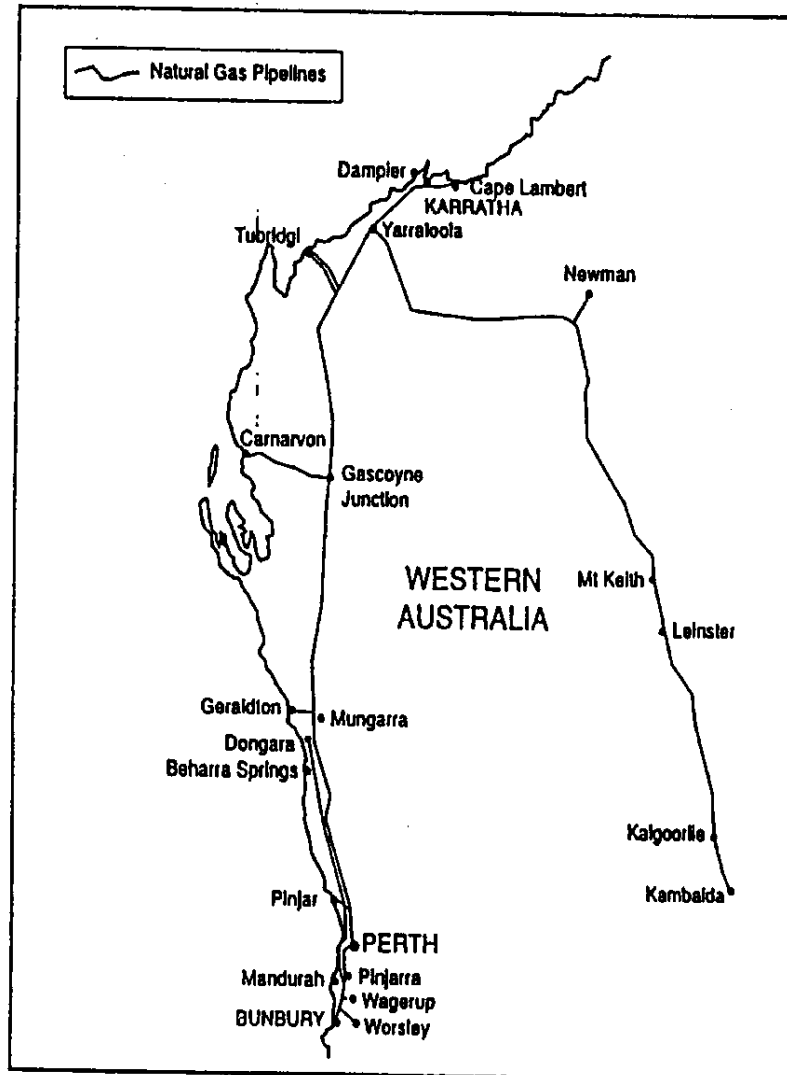 Natural Gas Pipelines
Dampier
Cape Lambert
KARRATHA
Yarraloola
Tubridgi
Newman
Carnarvon
Gascoyne
Junction
WESTERN
AUSTRALIA
Mt Keith
Leinster
Geraldton
Mungarra
Dongara
Beharra Springs
Kalgoorlie
Kambalda
Pinjar
PERTH
Mandurah
Pinjarra
Wagerup
BUNBURY
Worsley